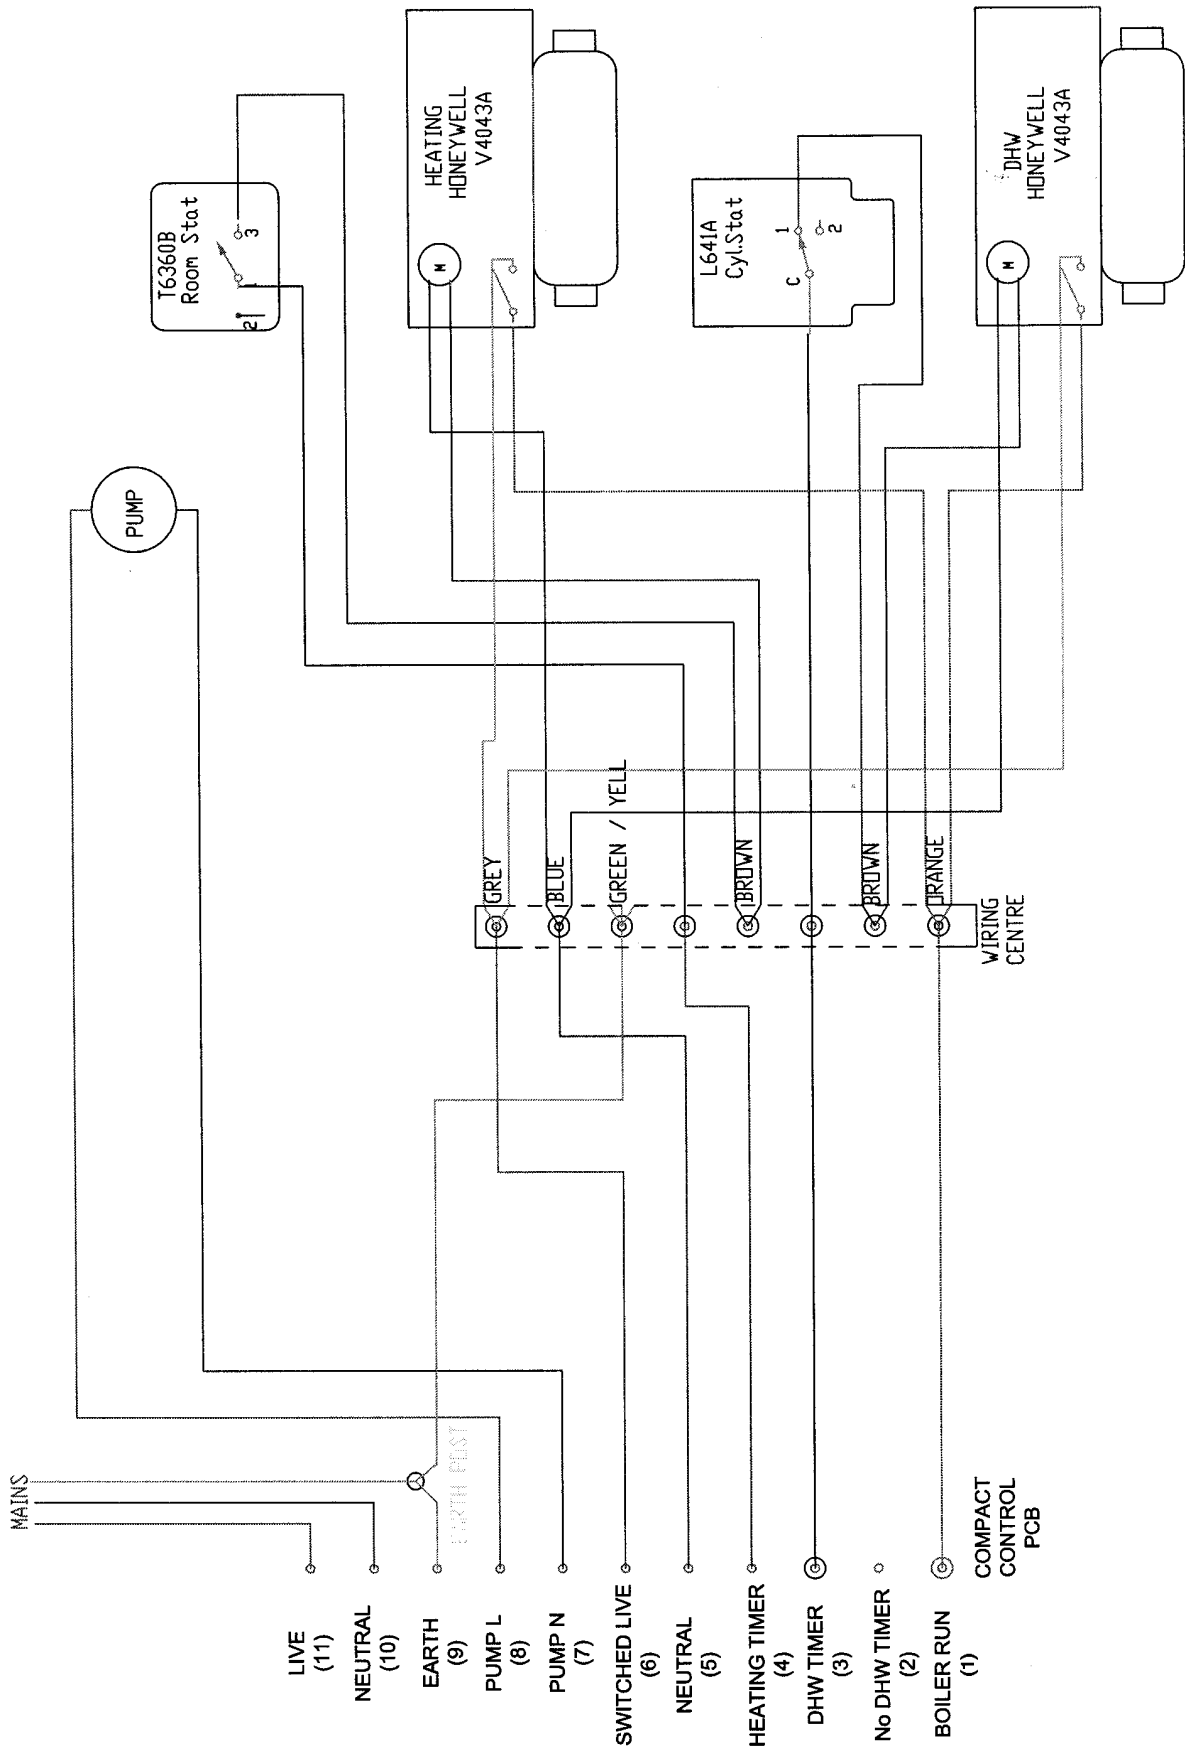 MAINS
PUMP
T6360B
Room Stat
2
3
HEATING
HONEYWELL
V4043A
M
L641A
Cyl.Stat
C
1
2
DHW
HONEYWELL
V4043A
M
GREY
BLUE
GREEN / YELL
BROWN
BROWN
ORANGE
WIRING
CENTRE
EARTH POST
LIVE
(11)
NEUTRAL
(10)
EARTH
(9)
PUMP L
(8)
PUMP N
(7)
SWITCHED LIVE
(6)
NEUTRAL
(5)
HEATING TIMER
(4)
DHW TIMER
(3)
No DHW TIMER
(2)
BOILER RUN
(1)
COMPACT
CONTROL
PCB